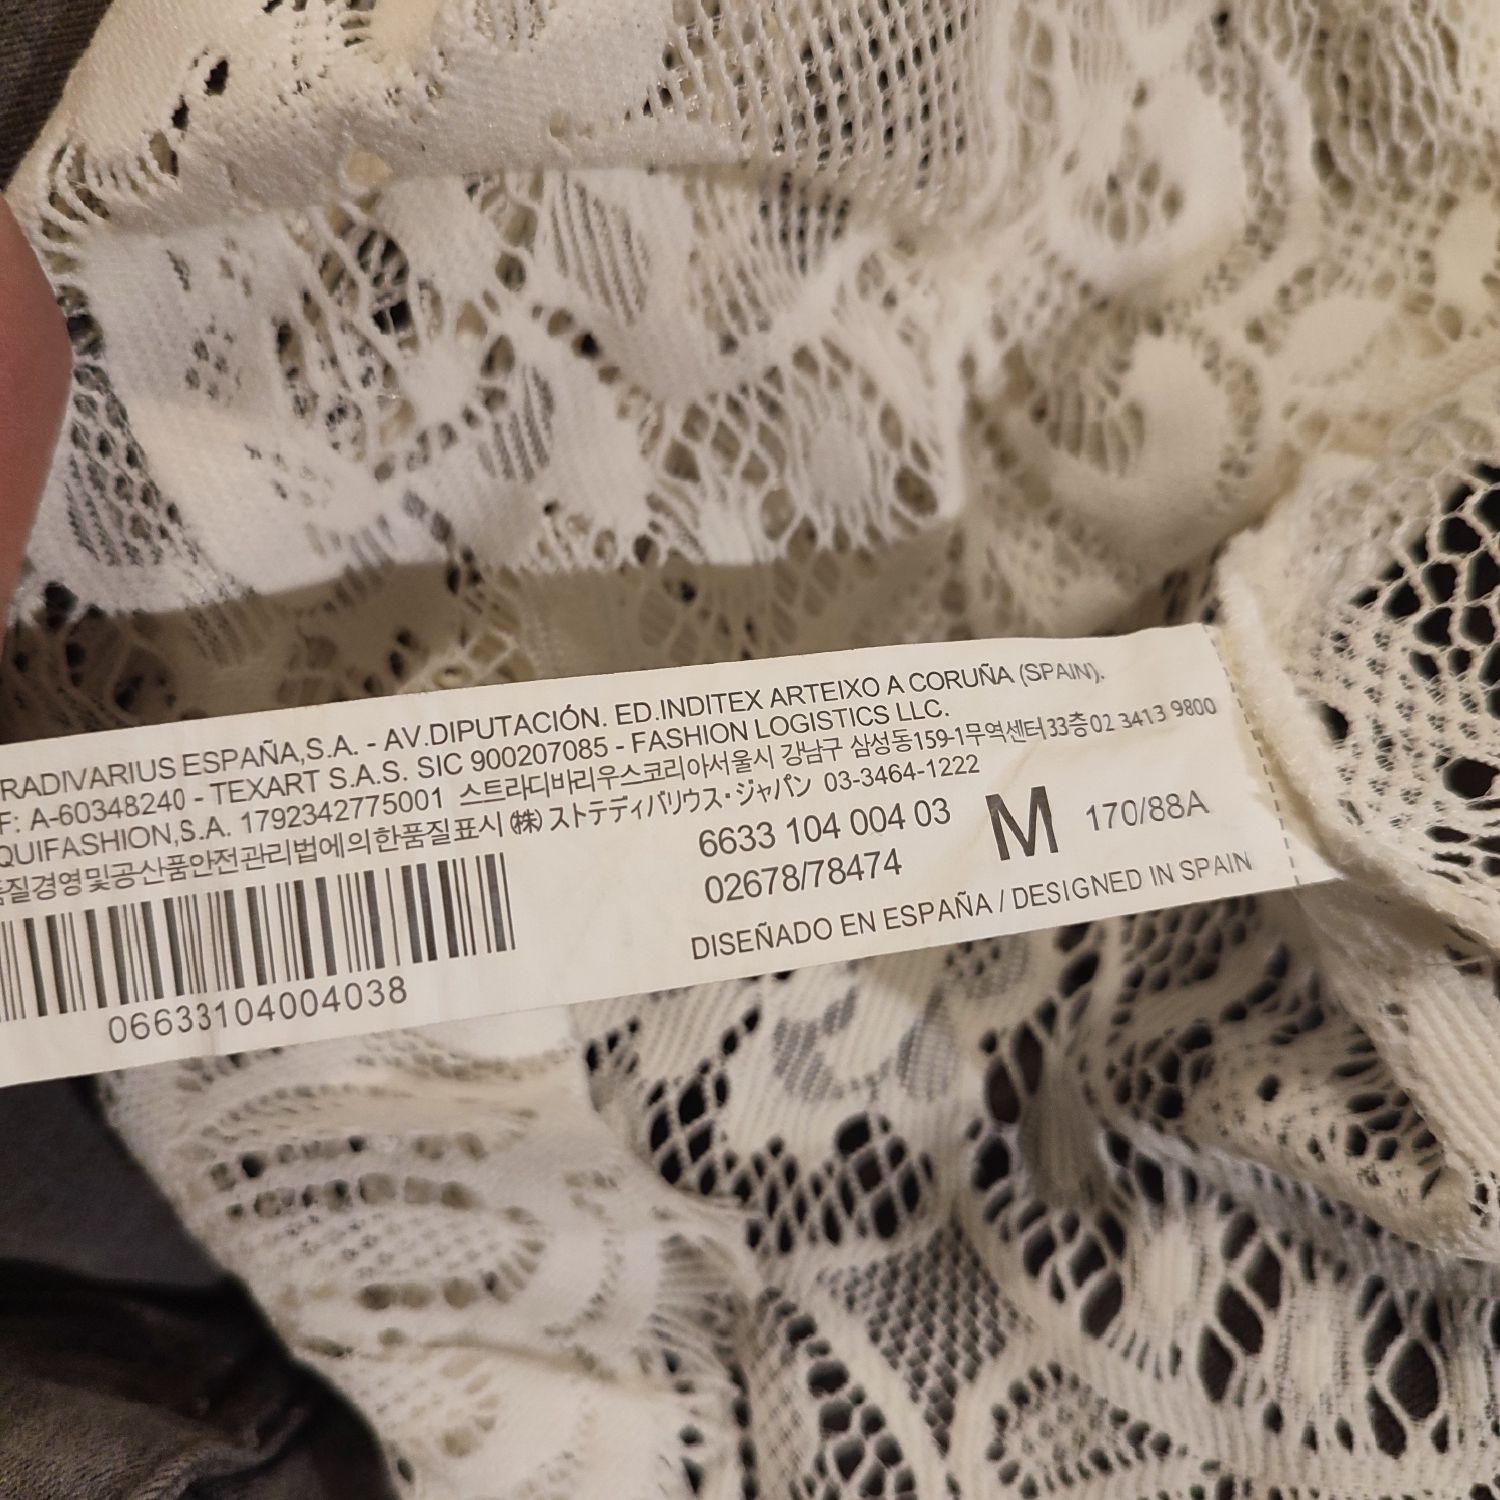 RADIVARIUS ESPAÑA,S.A. - AV.DIPUTACIÓN. ED.INDITEX ARTEIXO A CORUÑA (SPAIN).
F: A-60348240 - TEXART S.A.S. SIC 900207085 - FASHION LOGISTICS LLC.
QUIFASHION,S.A. 1792342775001 스트라디바리우스코리아서울시 강남구 삼성동159-1무역센터33층02 3413 9800
품질경영및공산품안전관리법에의한품질표시 ㈱ ストテディバリウス・ジャパン 03-3464-1222
6633 104 004 03
02678/78474
M
170/88A
DISEÑADO EN ESPAÑA / DESIGNED IN SPAIN
06633104004038